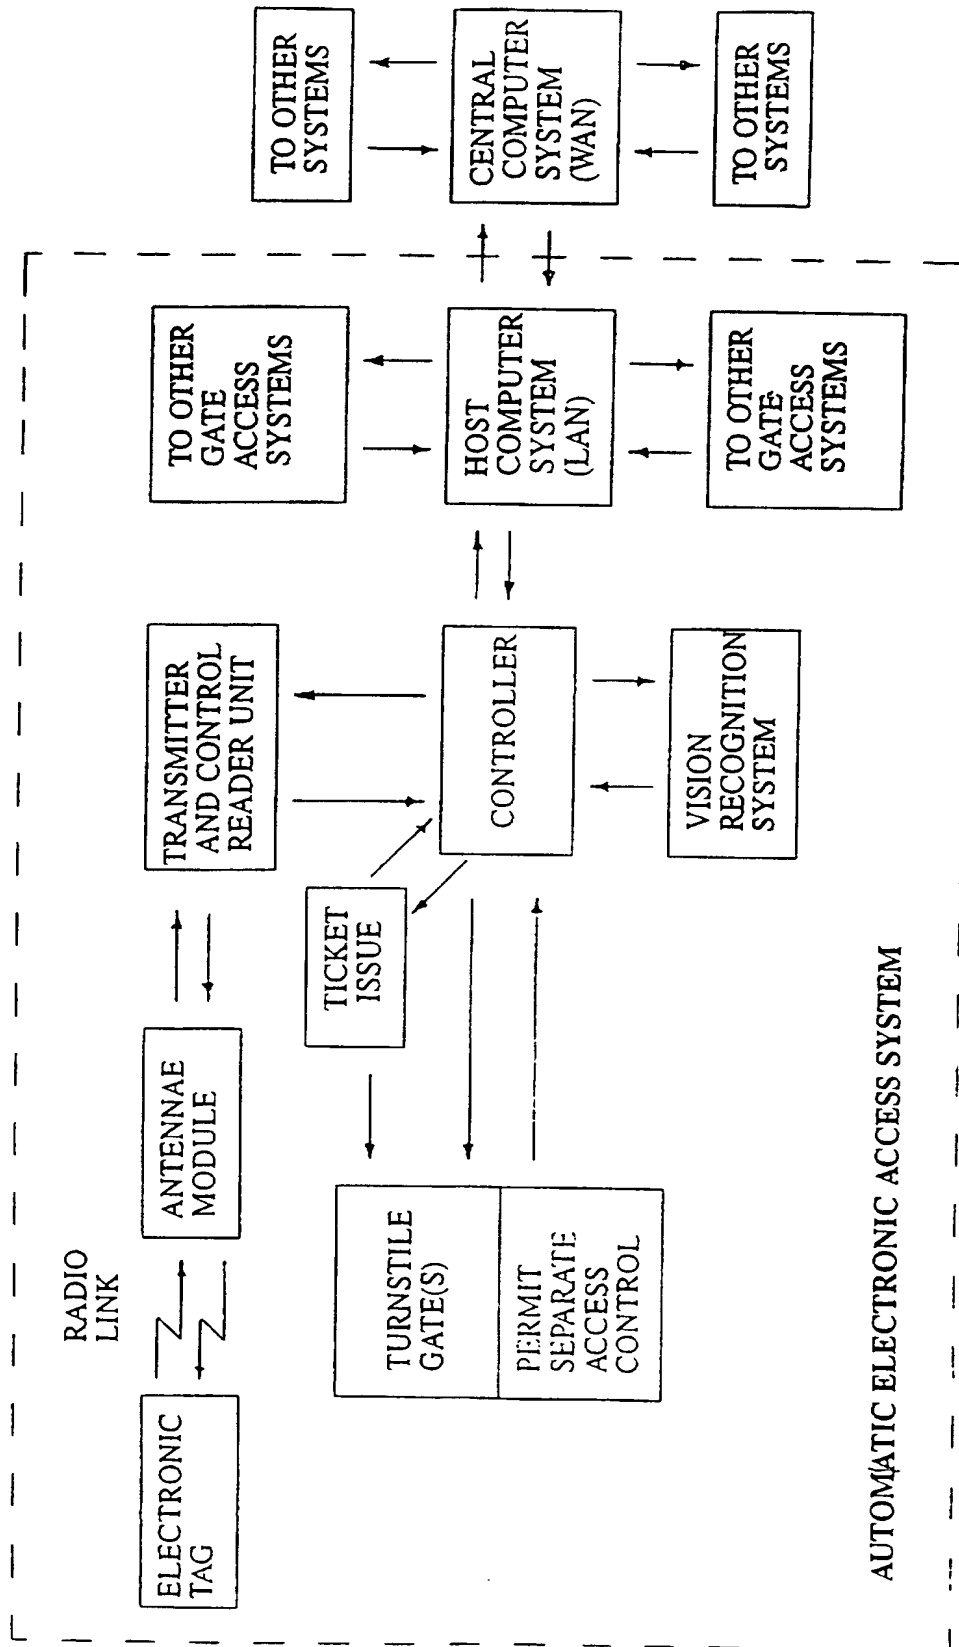 RADIO
LINK
ELECTRONIC
TAG
ANTENNAE
MODULE
TRANSMITTER
AND CONTROL
READER UNIT
TO OTHER
GATE
ACCESS
SYSTEMS
TO OTHER
SYSTEMS
TICKET
ISSUE
TURNSTILE
GATE(S)
PERMIT
SEPARATE
ACCESS
CONTROL
CONTROLLER
HOST
COMPUTER
SYSTEM
(LAN)
CENTRAL
COMPUTER
SYSTEM
(WAN)
VISION
RECOGNITION
SYSTEM
TO OTHER
GATE
ACCESS
SYSTEMS
TO OTHER
SYSTEMS
AUTOMATIC ELECTRONIC ACCESS SYSTEM